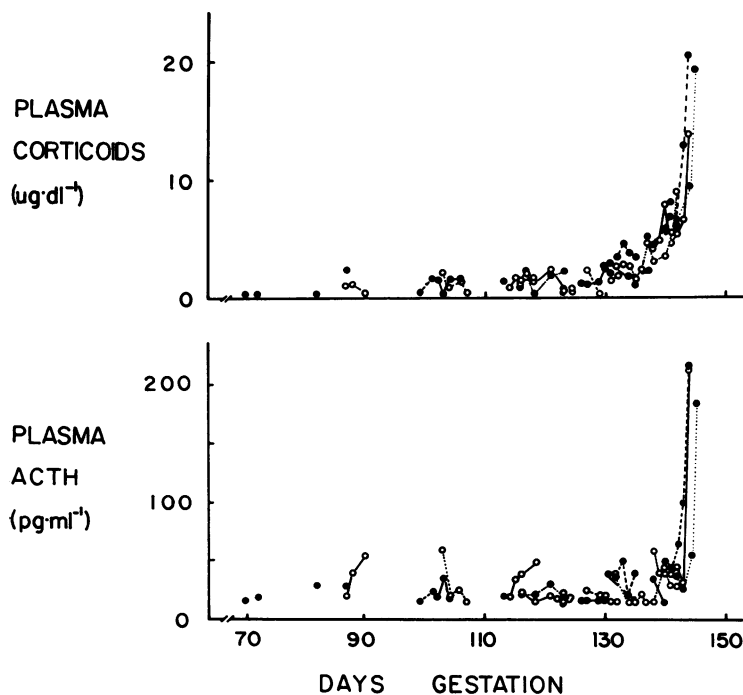 20
PLASMA
CORTICOIDS
10
(ug·dl⁻¹)
0
200
PLASMA
ACTH
100
(pg·ml⁻¹)
0
70 90 110 130 150
DAYS GESTATION